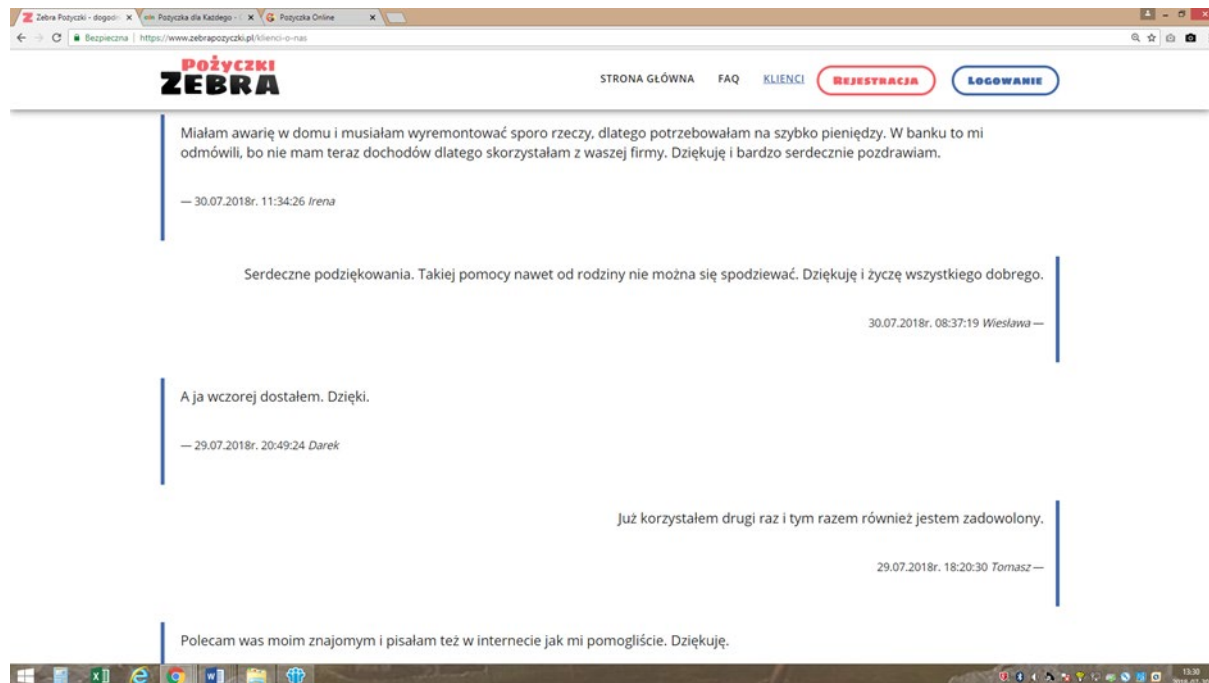 Zebra Pożyczki - dogodn
Pożyczka dla Każdego -
Pożyczka Online
Bezpieczna
https://www.zebrapozyczki.pl/klienci-o-nas
Pożyczki
ZEBRA
STRONA GŁÓWNA FAQ KLIENCI Rejestracja Logowanie
Miałam awarię w domu i musiałam wyremontować sporo rzeczy, dlatego potrzebowałam na szybko pieniędzy. W banku to mi
odmówili, bo nie mam teraz dochodów dlatego skorzystałam z waszej firmy. Dziękuję i bardzo serdecznie pozdrawiam.
— 30.07.2018r. 11:34:26 Irena
Serdeczne podziękowania. Takiej pomocy nawet od rodziny nie można się spodziewać. Dziękuję i życzę wszystkiego dobrego.
30.07.2018r. 08:37:19 Wiesława —
A ja wczorej dostałem. Dzięki.
— 29.07.2018r. 20:49:24 Darek
Już korzystałem drugi raz i tym razem również jestem zadowolony.
29.07.2018r. 18:20:30 Tomasz —
Polecam was moim znajomym i pisałam też w internecie jak mi pomogliście. Dziękuję.
13:30
2018-07-30